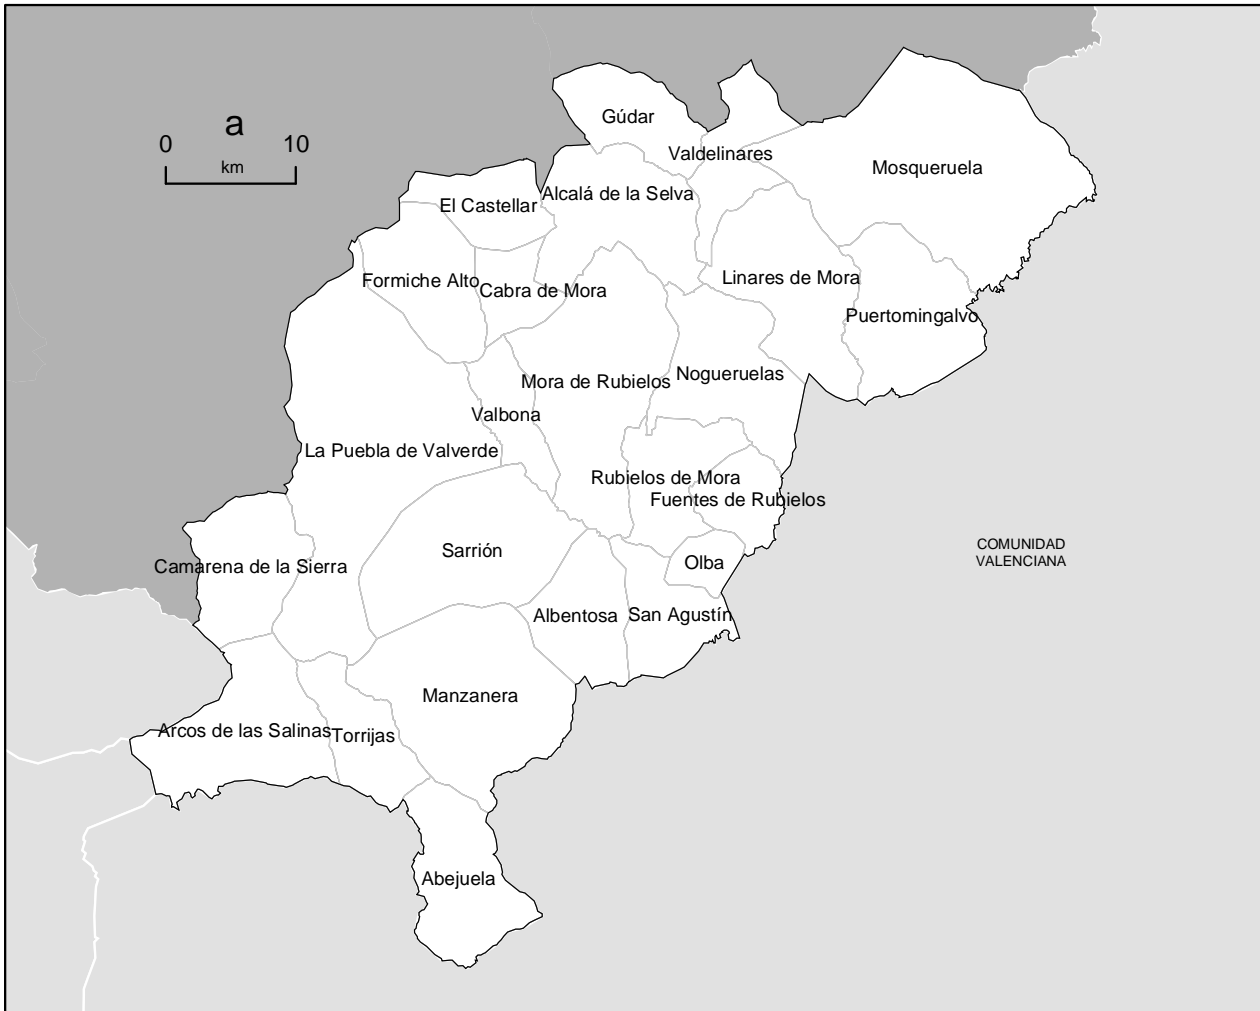 a
0 10
km
Gúdar
Valdelinares
Mosqueruela
Alcalá de la Selva
El Castellar
Formiche Alto
Cabra de Mora
Linares de Mora
Puertomingalvo
Mora de Rubielos
Nogueruelas
Valbona
La Puebla de Valverde
Rubielos de Mora
Fuentes de Rubielos
Sarrión
COMUNIDAD
VALENCIANA
Camarena de la Sierra
Olba
Albentosa
San Agustín
Manzanera
Arcos de las Salinas
Torrijas
Abejuela